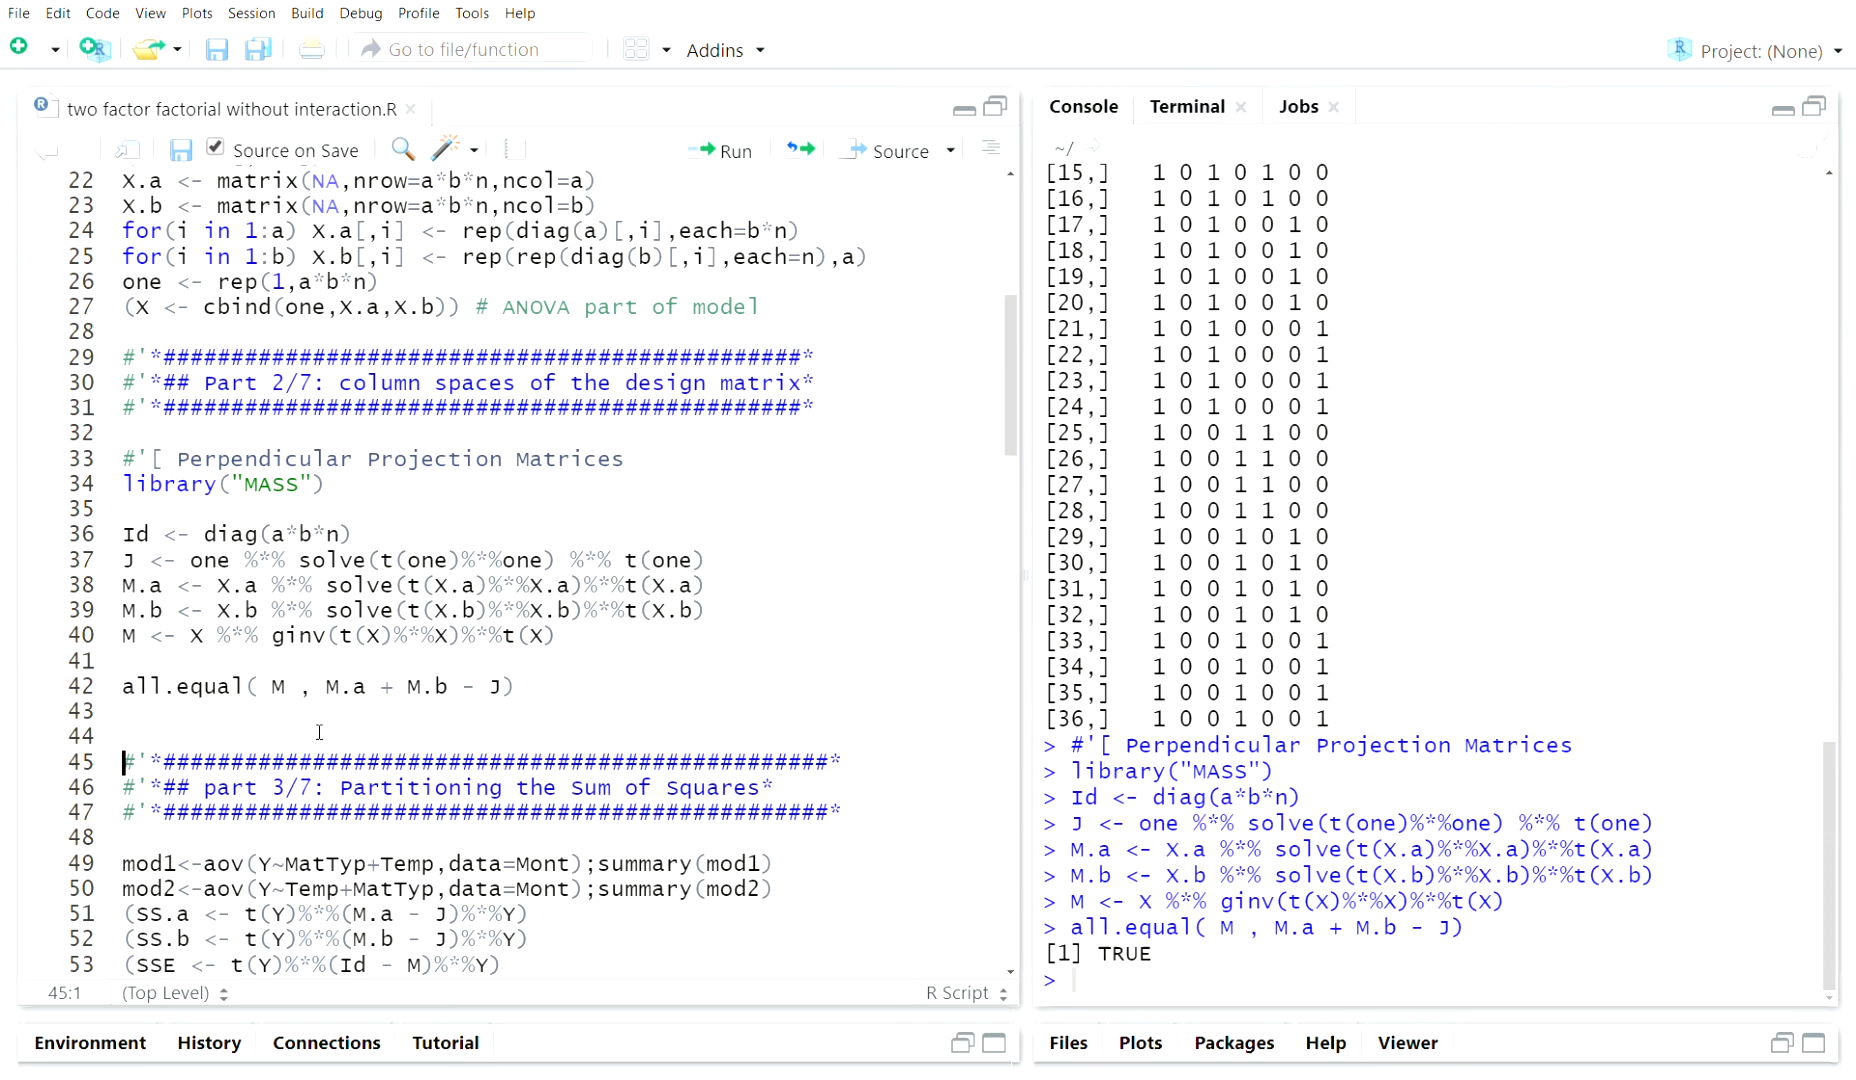 File Edit Code View Plots Session Build Debug Profile Tools Help
Go to file/function Addins Project: (None)
two factor factorial without interaction.R
Source on Save Run Source
22 X.a <- matrix(NA,nrow=a*b*n,ncol=a)
23 X.b <- matrix(NA,nrow=a*b*n,ncol=b)
24 for(i in 1:a) X.a[,i] <- rep(diag(a)[,i],each=b*n)
25 for(i in 1:b) X.b[,i] <- rep(rep(diag(b)[,i],each=n),a)
26 one <- rep(1,a*b*n)
27 (X <- cbind(one,X.a,X.b)) # ANOVA part of model
28
29 #'*###############################################*
30 #'*## Part 2/7: column spaces of the design matrix*
31 #'*###############################################*
32
33 #'[ Perpendicular Projection Matrices
34 library("MASS")
35
36 Id <- diag(a*b*n)
37 J <- one %*% solve(t(one)%*%one) %*% t(one)
38 M.a <- X.a %*% solve(t(X.a)%*%X.a)%*%t(X.a)
39 M.b <- X.b %*% solve(t(X.b)%*%X.b)%*%t(X.b)
40 M <- X %*% ginv(t(X)%*%X)%*%t(X)
41
42 all.equal( M , M.a + M.b - J)
43
44
45 #'*#################################################*
46 #'*## part 3/7: Partitioning the Sum of Squares*
47 #'*#################################################*
48
49 mod1<-aov(Y~MatTyp+Temp,data=Mont);summary(mod1)
50 mod2<-aov(Y~Temp+MatTyp,data=Mont);summary(mod2)
51 (SS.a <- t(Y)%*%(M.a - J)%*%Y)
52 (SS.b <- t(Y)%*%(M.b - J)%*%Y)
53 (SSE <- t(Y)%*%(Id - M)%*%Y)
45:1 (Top Level) R Script
Environment History Connections Tutorial
Console Terminal Jobs
~/
[15,] 1 0 1 0 1 0 0
[16,] 1 0 1 0 1 0 0
[17,] 1 0 1 0 0 1 0
[18,] 1 0 1 0 0 1 0
[19,] 1 0 1 0 0 1 0
[20,] 1 0 1 0 0 1 0
[21,] 1 0 1 0 0 0 1
[22,] 1 0 1 0 0 0 1
[23,] 1 0 1 0 0 0 1
[24,] 1 0 1 0 0 0 1
[25,] 1 0 0 1 1 0 0
[26,] 1 0 0 1 1 0 0
[27,] 1 0 0 1 1 0 0
[28,] 1 0 0 1 1 0 0
[29,] 1 0 0 1 0 1 0
[30,] 1 0 0 1 0 1 0
[31,] 1 0 0 1 0 1 0
[32,] 1 0 0 1 0 1 0
[33,] 1 0 0 1 0 0 1
[34,] 1 0 0 1 0 0 1
[35,] 1 0 0 1 0 0 1
[36,] 1 0 0 1 0 0 1
> #'[ Perpendicular Projection Matrices
> library("MASS")
> Id <- diag(a*b*n)
> J <- one %*% solve(t(one)%*%one) %*% t(one)
> M.a <- X.a %*% solve(t(X.a)%*%X.a)%*%t(X.a)
> M.b <- X.b %*% solve(t(X.b)%*%X.b)%*%t(X.b)
> M <- X %*% ginv(t(X)%*%X)%*%t(X)
> all.equal( M , M.a + M.b - J)
[1] TRUE
>
Files Plots Packages Help Viewer